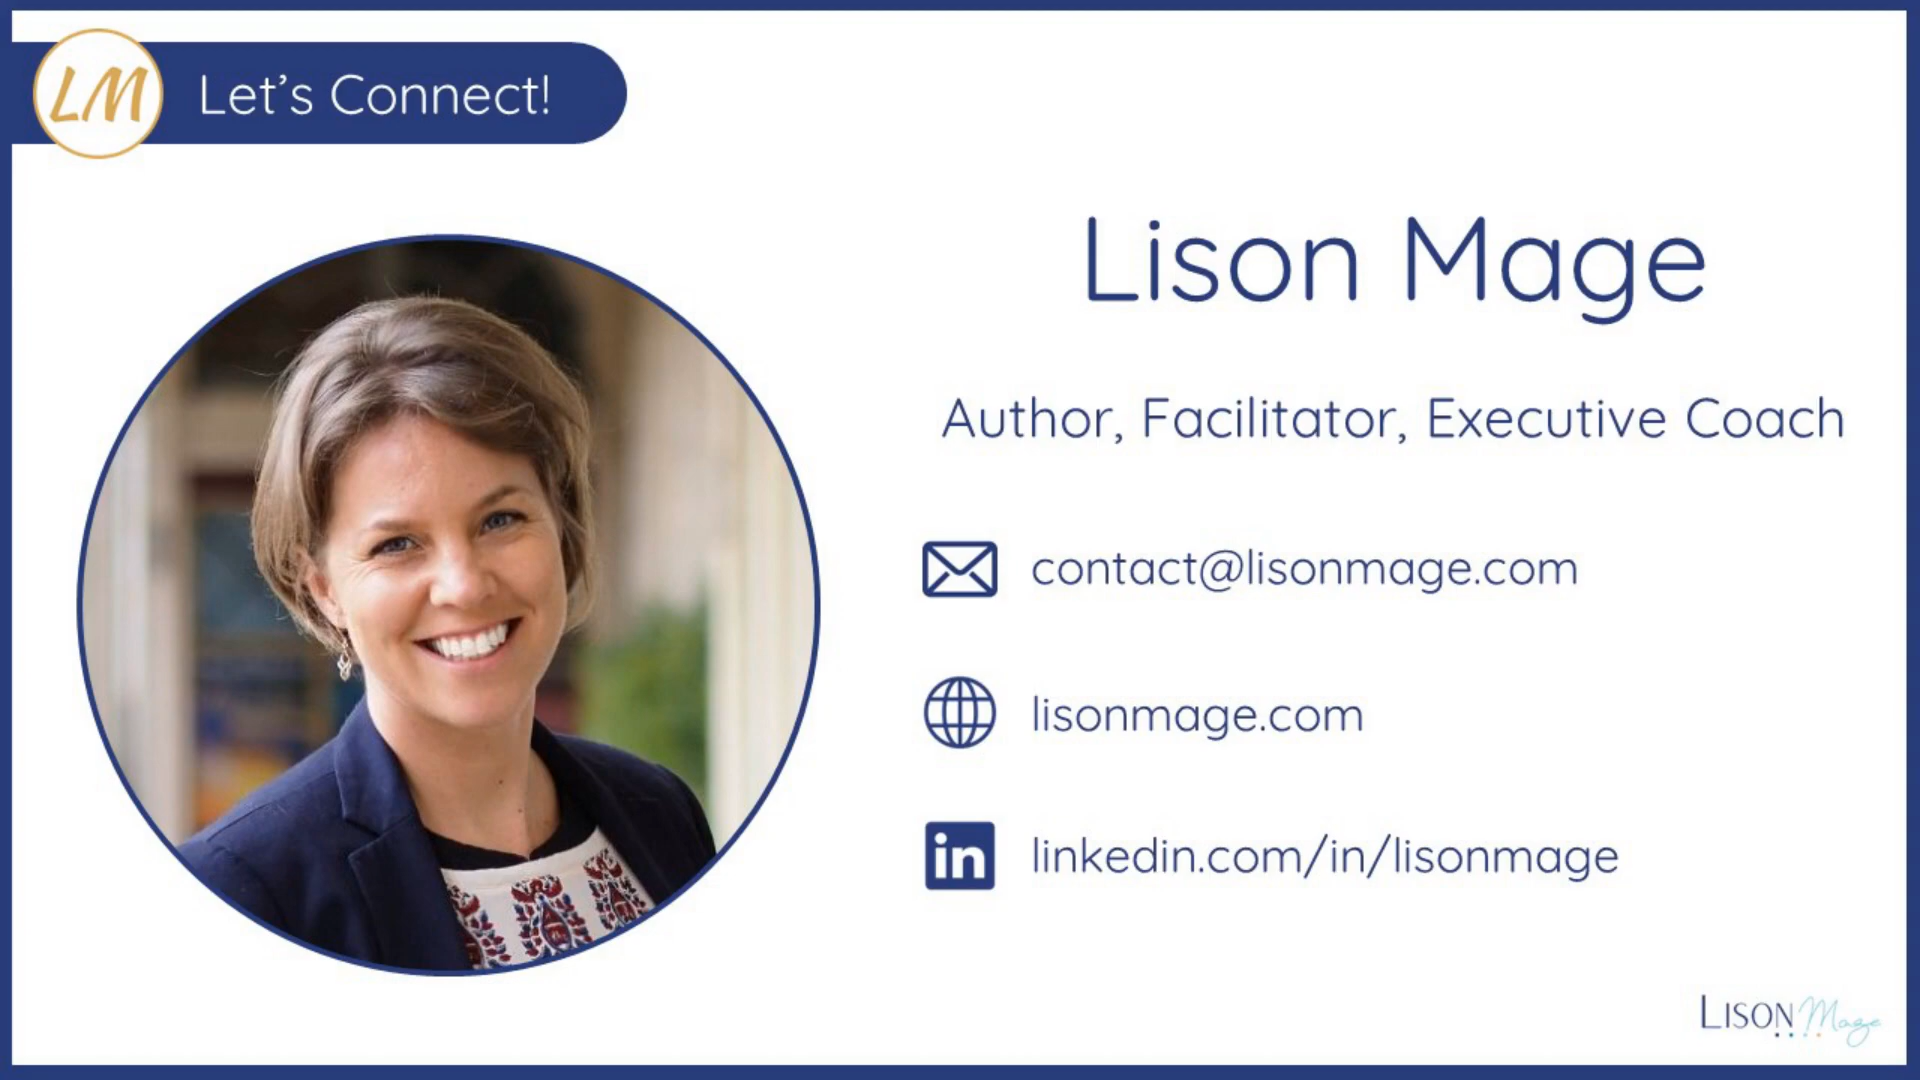 LM
Let's Connect!
Lison Mage
Author, Facilitator, Executive Coach
contact@lisonmage.com
lisonmage.com
in
linkedin.com/in/lisonmage
LISON Mage